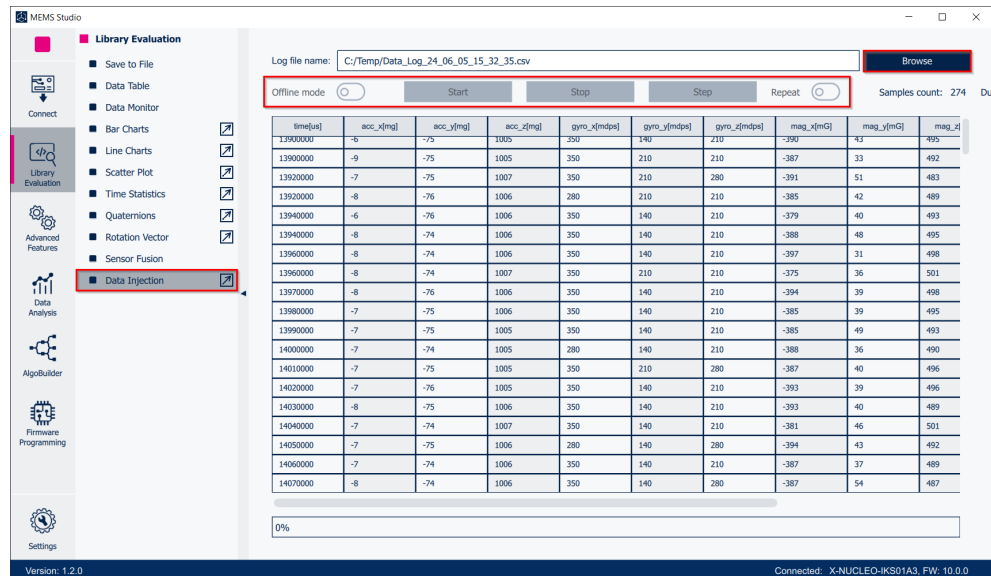 MEMS Studio
Library Evaluation
Save to File
Data Table
Data Monitor
Bar Charts
Line Charts
Scatter Plot
Time Statistics
Quaternions
Rotation Vector
Sensor Fusion
Data Injection
Connect
Library
Evaluation
Advanced
Features
Data
Analysis
AlgoBuilder
Firmware
Programming
Settings
Log file name: C:/Temp/Data_Log_24_06_05_15_32_35.csv Browse
Offline mode Start Stop Step Repeat Samples count: 274 Du
time[us] acc_x[mg] acc_y[mg] acc_z[mg] gyro_x[mdps] gyro_y[mdps] gyro_z[mdps] mag_x[mG] mag_y[mG] mag_z[
13900000 -6 -75 1005 350 140 210 -390 43 495
13900000 -9 -75 1005 350 210 210 -387 33 492
13920000 -7 -75 1007 350 210 280 -391 51 483
13920000 -8 -76 1006 280 210 210 -385 42 489
13940000 -6 -76 1006 350 140 210 -379 40 493
13940000 -8 -74 1005 350 140 210 -388 48 495
13960000 -8 -74 1006 350 140 210 -397 31 498
13960000 -8 -74 1007 350 210 210 -375 36 501
13970000 -8 -76 1006 350 140 210 -394 39 498
13980000 -7 -75 1006 350 140 210 -385 39 495
13990000 -7 -75 1005 350 140 210 -385 49 493
14000000 -7 -74 1005 280 140 210 -388 36 490
14010000 -7 -75 1005 350 210 280 -387 40 496
14020000 -7 -76 1005 350 140 210 -393 39 496
14030000 -8 -75 1006 350 140 210 -393 40 489
14040000 -7 -74 1007 350 140 210 -381 46 501
14050000 -7 -75 1006 280 140 280 -394 43 492
14060000 -7 -74 1006 350 140 210 -387 37 489
14070000 -8 -74 1006 350 140 280 -387 54 487
0%
Version: 1.2.0 Connected: X-NUCLEO-IKS01A3, FW: 10.0.0